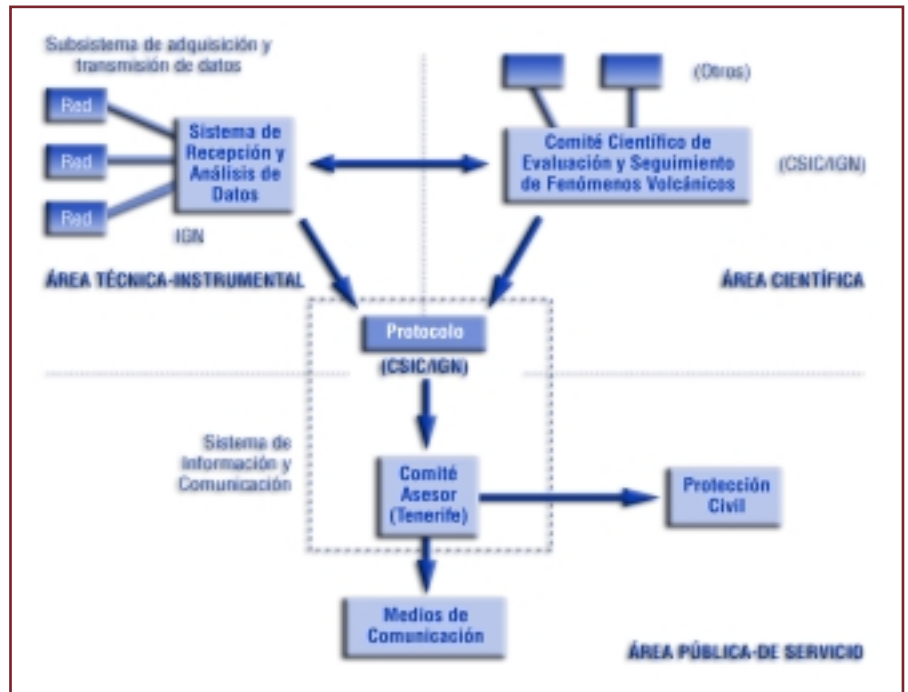 Subsistema de adquisición y
transmisión de datos
Red
Red
Red
Sistema de
Recepción y
Análisis de
Datos
IGN
ÁREA TÉCNICA-INSTRUMENTAL
(Otros)
Comité Científico de
Evaluación y Seguimiento
de Fenómenos Volcánicos
(CSIC/IGN)
ÁREA CIENTÍFICA
Protocolo
(CSIC/IGN)
Sistema de
Información y
Comunicación
Comité
Asesor
(Tenerife)
Protección
Civil
Medios de
Comunicación
ÁREA PÚBLICA-DE SERVICIO